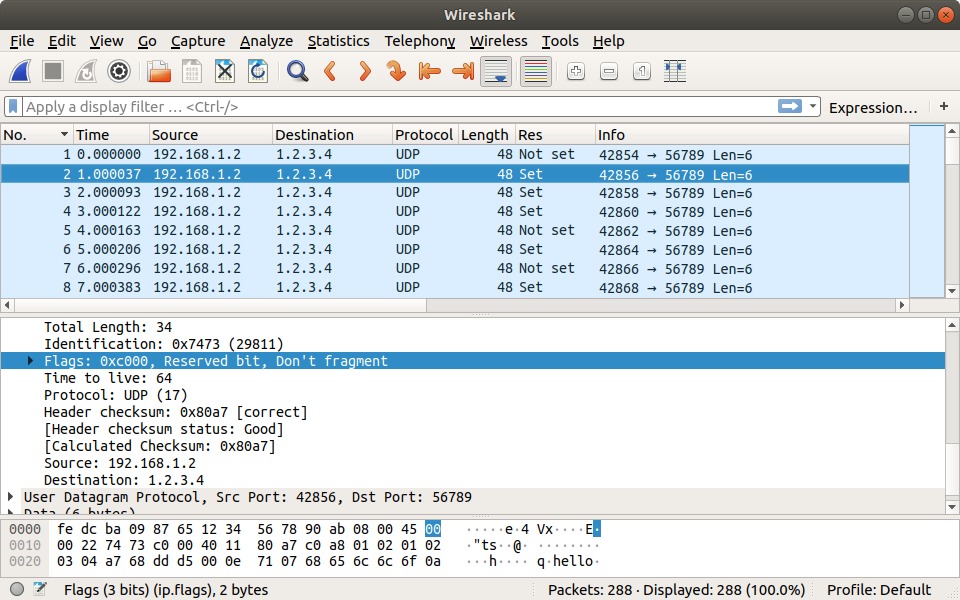 Wireshark
File Edit View Go Capture Analyze Statistics Telephony Wireless Tools Help
Apply a display filter … <Ctrl-/> Expression… +
No. Time Source Destination Protocol Length Res Info
1 0.000000 192.168.1.2 1.2.3.4 UDP 48 Not set 42854 → 56789 Len=6
2 1.000037 192.168.1.2 1.2.3.4 UDP 48 Set 42856 → 56789 Len=6
3 2.000093 192.168.1.2 1.2.3.4 UDP 48 Set 42858 → 56789 Len=6
4 3.000122 192.168.1.2 1.2.3.4 UDP 48 Set 42860 → 56789 Len=6
5 4.000163 192.168.1.2 1.2.3.4 UDP 48 Not set 42862 → 56789 Len=6
6 5.000206 192.168.1.2 1.2.3.4 UDP 48 Set 42864 → 56789 Len=6
7 6.000296 192.168.1.2 1.2.3.4 UDP 48 Not set 42866 → 56789 Len=6
8 7.000383 192.168.1.2 1.2.3.4 UDP 48 Set 42868 → 56789 Len=6
Total Length: 34
Identification: 0x7473 (29811)
Flags: 0xc000, Reserved bit, Don't fragment
Time to live: 64
Protocol: UDP (17)
Header checksum: 0x80a7 [correct]
[Header checksum status: Good]
[Calculated Checksum: 0x80a7]
Source: 192.168.1.2
Destination: 1.2.3.4
User Datagram Protocol, Src Port: 42856, Dst Port: 56789
Data (6 bytes)
0000 fe dc ba 09 87 65 12 34 56 78 90 ab 08 00 45 00 ·····e·4 Vx····E·
0010 00 22 74 73 c0 00 40 11 80 a7 c0 a8 01 02 01 02 ·"ts··@· ········
0020 03 04 a7 68 dd d5 00 0e 71 07 68 65 6c 6c 6f 0a ···h···· q·hello·
Flags (3 bits) (ip.flags), 2 bytes Packets: 288 · Displayed: 288 (100.0%) Profile: Default